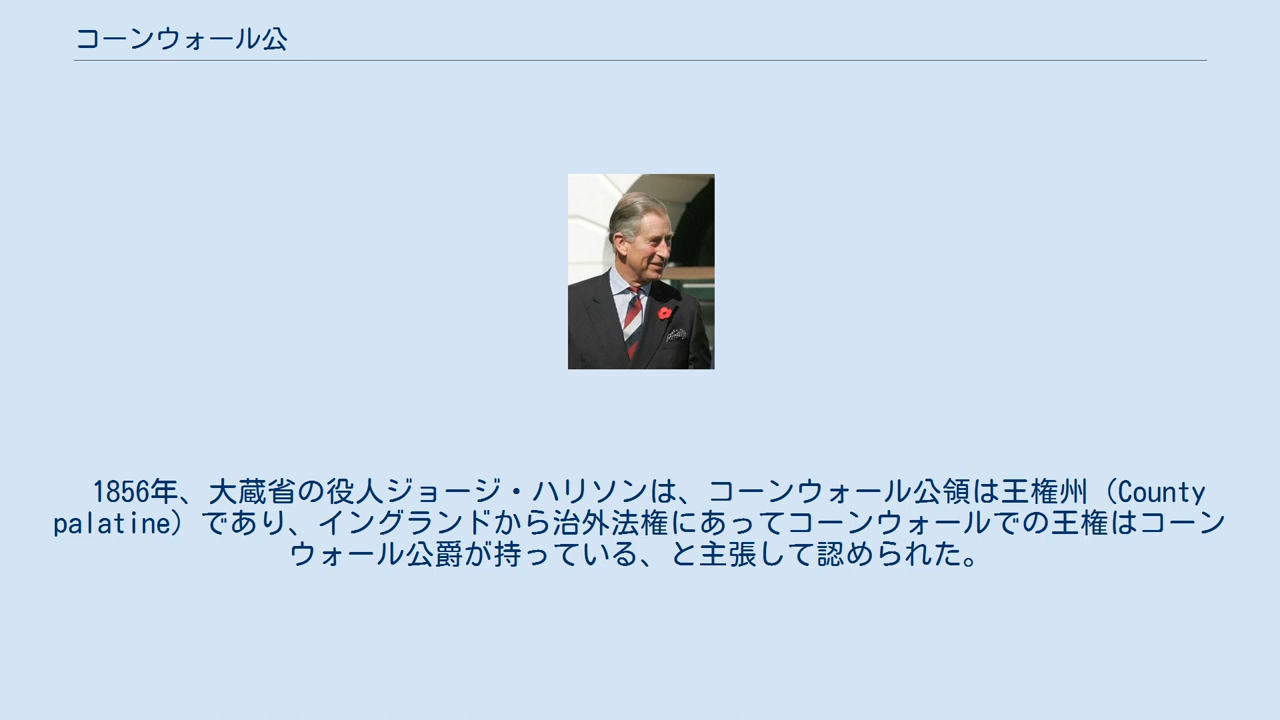 コーンウォール公
1856年、大蔵省の役人ジョージ・ハリソンは、コーンウォール公領は王権州（County
palatine）であり、イングランドから治外法権にあってコーンウォールでの王権はコーン
ウォール公爵が持っている、と主張して認められた。